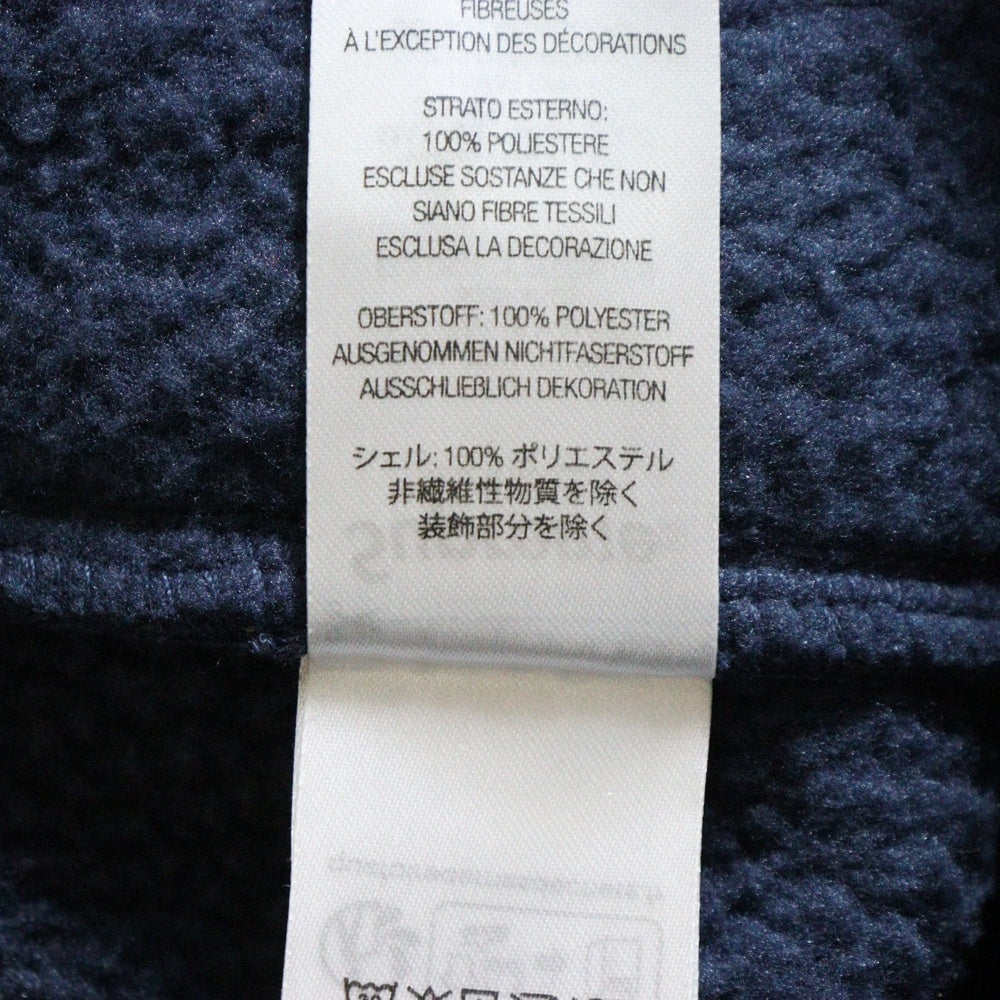 FIBREUSES
À L'EXCEPTION DES DÉCORATIONS
STRATO ESTERNO:
100% POLIESTERE
ESCLUSE SOSTANZE CHE NON
SIANO FIBRE TESSILI
ESCLUSA LA DECORAZIONE
OBERSTOFF: 100% POLYESTER
AUSGENOMMEN NICHTFASERSTOFF
AUSSCHLIEßLICH DEKORATION
シェル: 100% ポリエステル
非繊維性物質を除く
装飾部分を除く